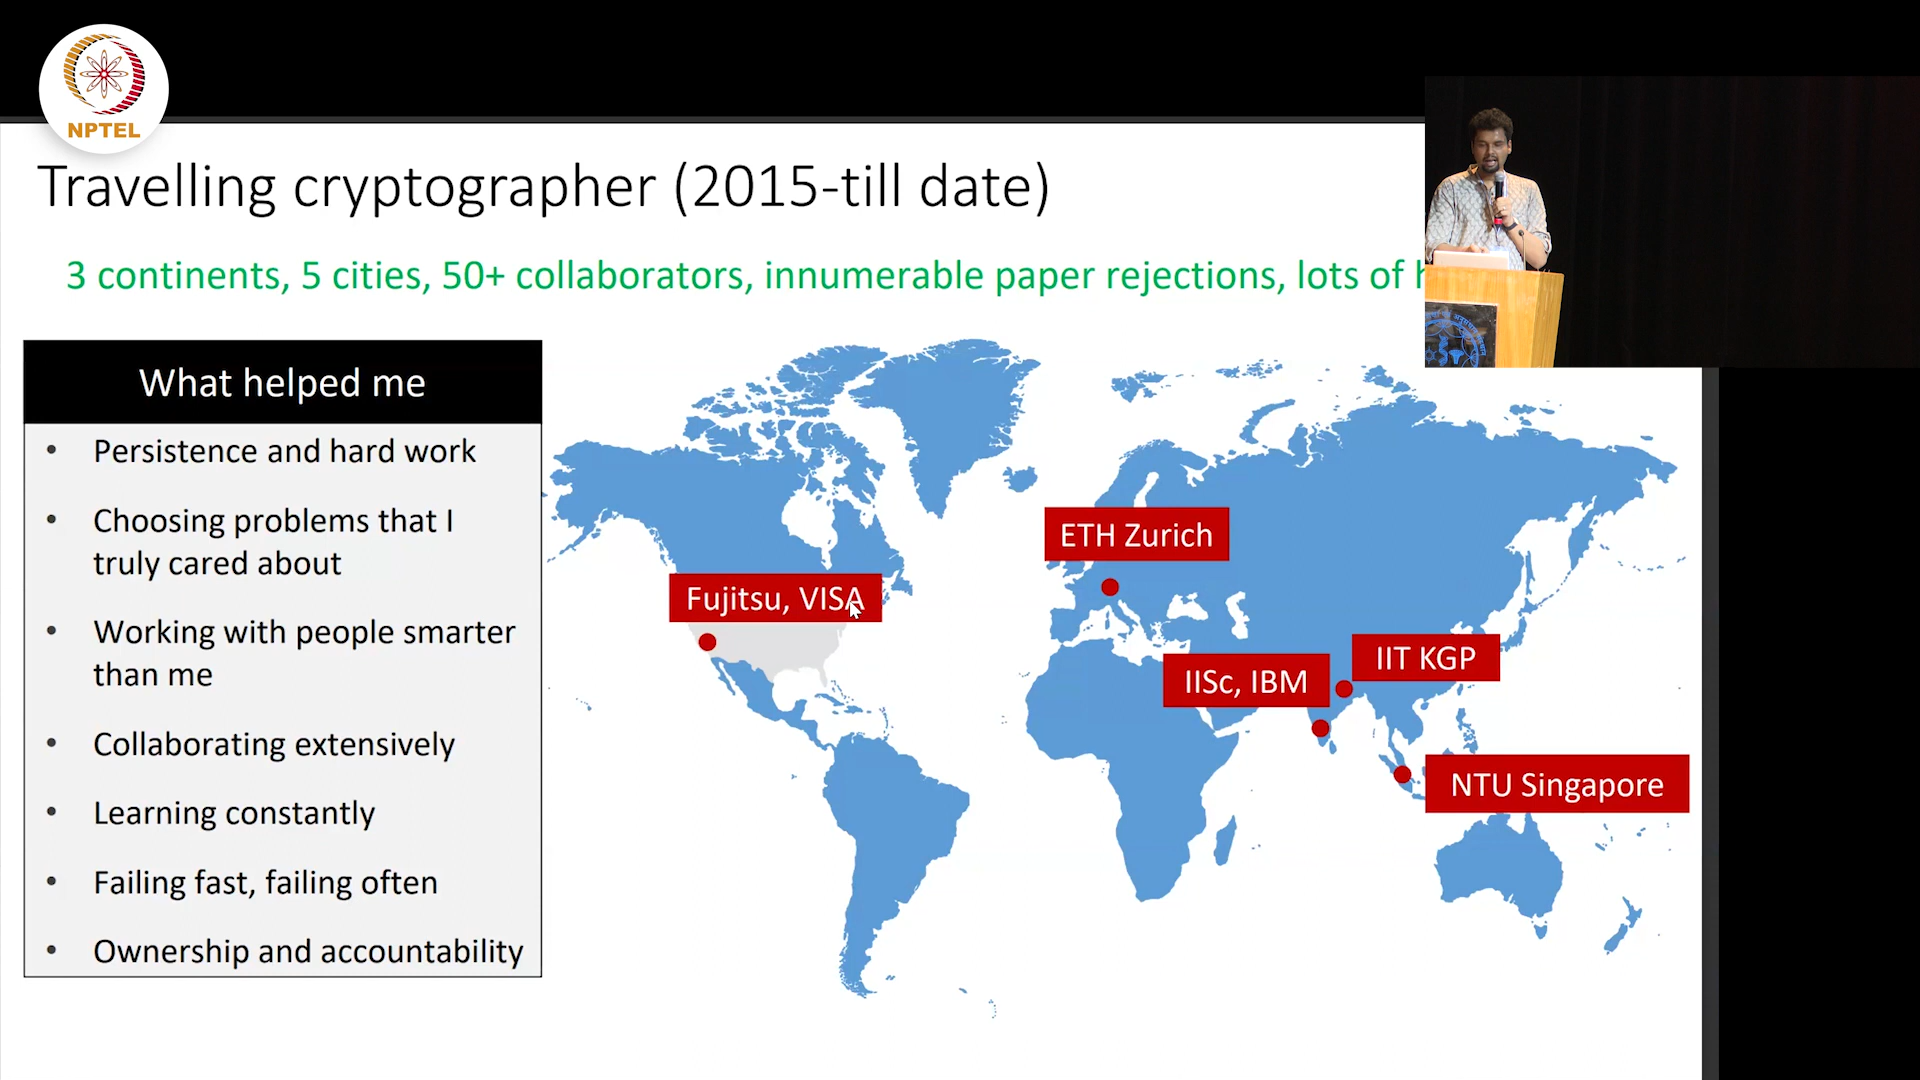 NPTEL
Travelling cryptographer (2015-till date)
3 continents, 5 cities, 50+ collaborators, innumerable paper rejections, lots of
What helped me
• Persistence and hard work
• Choosing problems that I
truly cared about
• Working with people smarter
than me
• Collaborating extensively
• Learning constantly
• Failing fast, failing often
• Ownership and accountability
Fujitsu, VISA
ETH Zurich
IISc, IBM
IIT KGP
NTU Singapore